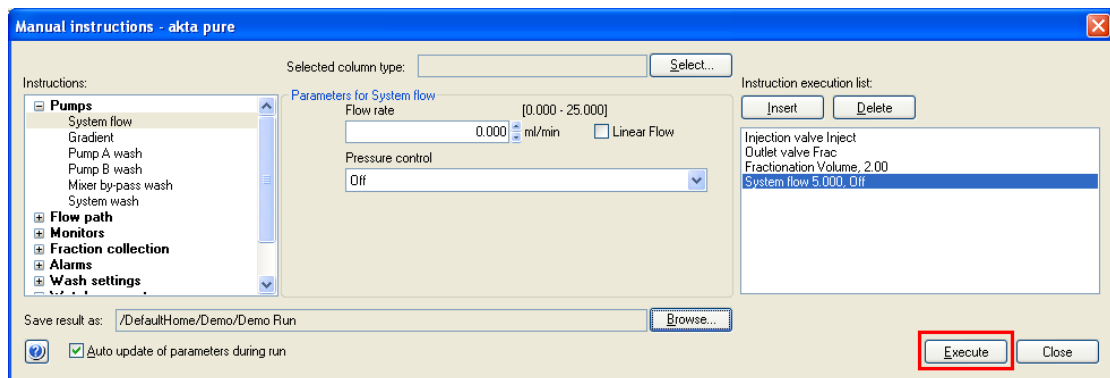 Manual instructions - akta pure
Selected column type:
Select...
Instructions:
Pumps
System flow
Gradient
Pump A wash
Pump B wash
Mixer by-pass wash
System wash
Flow path
Monitors
Fraction collection
Alarms
Wash settings
Parameters for System flow
Flow rate [0.000 - 25.000]
0.000 ml/min Linear Flow
Pressure control
Off
Instruction execution list:
Insert Delete
Injection valve Inject
Outlet valve Frac
Fractionation Volume, 2.00
System flow 5.000, Off
Save result as: /DefaultHome/Demo/Demo Run Browse...
Auto update of parameters during run
Execute Close